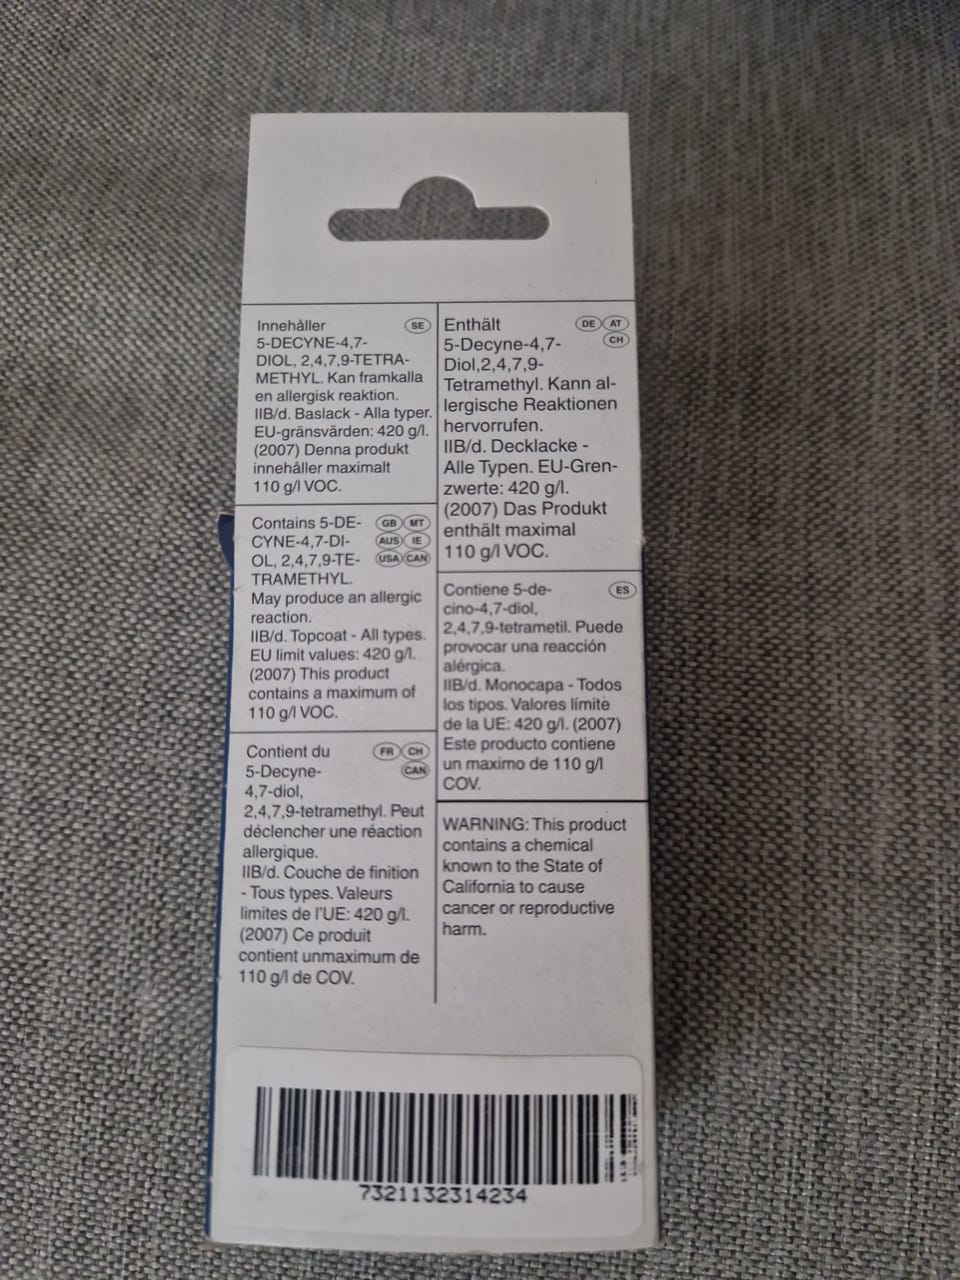 Innehåller
SE
5-DECYNE-4,7-
DIOL, 2,4,7,9-TETRA-
METHYL. Kan framkalla
en allergisk reaktion.
IIB/d. Baslack - Alla typer.
EU-gränsvärden: 420 g/l.
(2007) Denna produkt
innehåller maximalt
110 g/l VOC.
Contains 5-DE-
GB MT
CYNE-4,7-DI-
AUS IE
OL, 2,4,7,9-TE-
USA CAN
TRAMETHYL.
May produce an allergic
reaction.
IIB/d. Topcoat - All types.
EU limit values: 420 g/l.
(2007) This product
contains a maximum of
110 g/l VOC.
Contient du
FR CH
5-Decyne-
CAN
4,7-diol,
2,4,7,9-tetramethyl. Peut
déclencher une réaction
allergique.
IIB/d. Couche de finition
- Tous types. Valeurs
limites de l'UE: 420 g/l.
(2007) Ce produit
contient unmaximum de
110 g/l de COV.
Enthält
DE AT
5-Decyne-4,7-
CH
Diol,2,4,7,9-
Tetramethyl. Kann al-
lergische Reaktionen
hervorrufen.
IIB/d. Decklacke -
Alle Typen. EU-Gren-
zwerte: 420 g/l.
(2007) Das Produkt
enthält maximal
110 g/l VOC.
Contiene 5-de-
ES
cino-4,7-diol,
2,4,7,9-tetrametil. Puede
provocar una reacción
alérgica.
IIB/d. Monocapa - Todos
los tipos. Valores límite
de la UE: 420 g/l. (2007)
Este producto contiene
un maximo de 110 g/l
COV.
WARNING: This product
contains a chemical
known to the State of
California to cause
cancer or reproductive
harm.
7321132314234